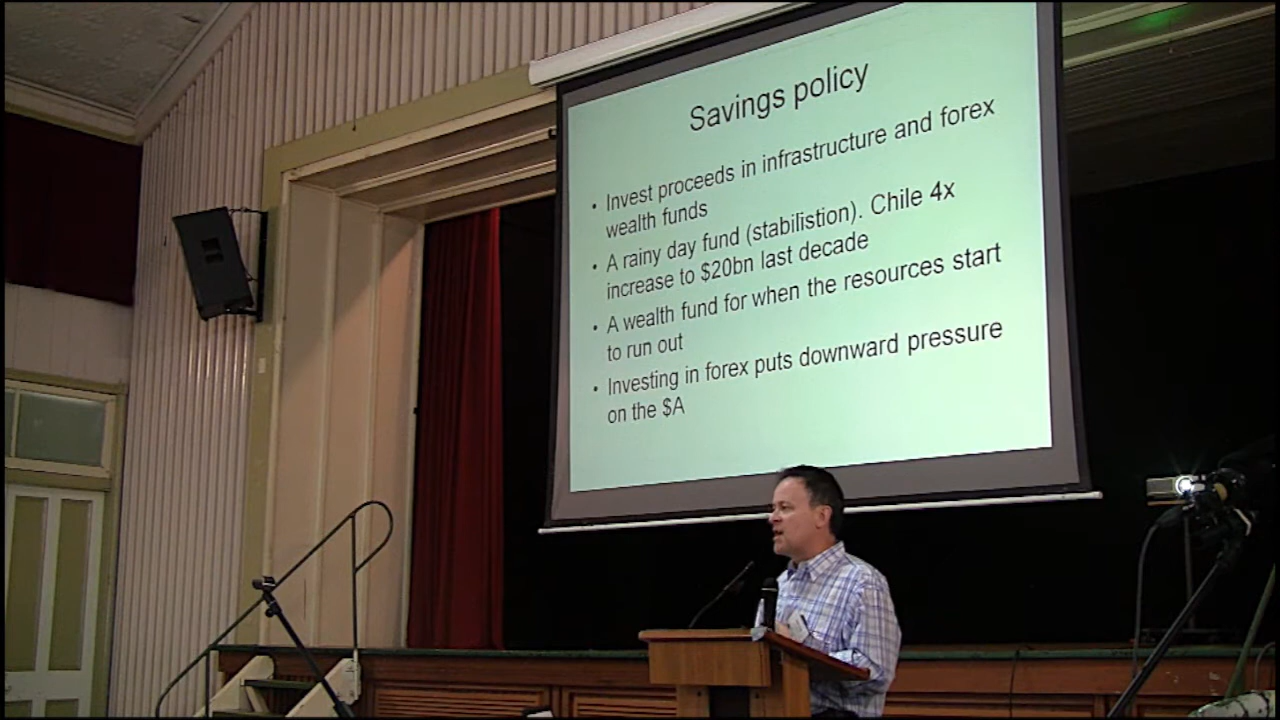 Savings policy
• Invest proceeds in infrastructure and forex
wealth funds
• A rainy day fund (stabilistion). Chile 4x
increase to $20bn last decade
• A wealth fund for when the resources start
to run out
• Investing in forex puts downward pressure
on the $A